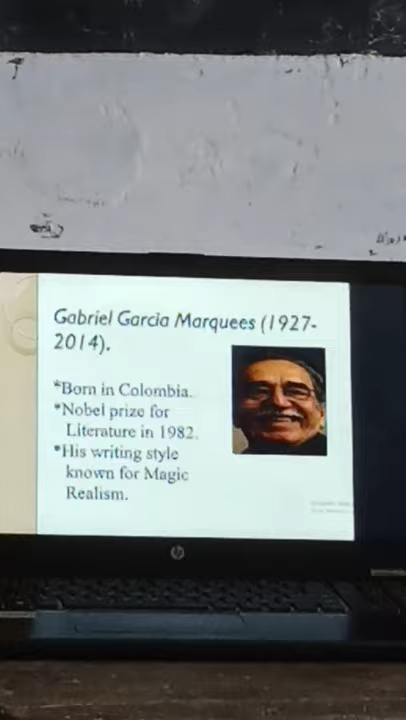 Gabriel Garcia Marquees (1927-
2014).
*Born in Colombia.
*Nobel prize for
Literature in 1982.
*His writing style
known for Magic
Realism.
hp